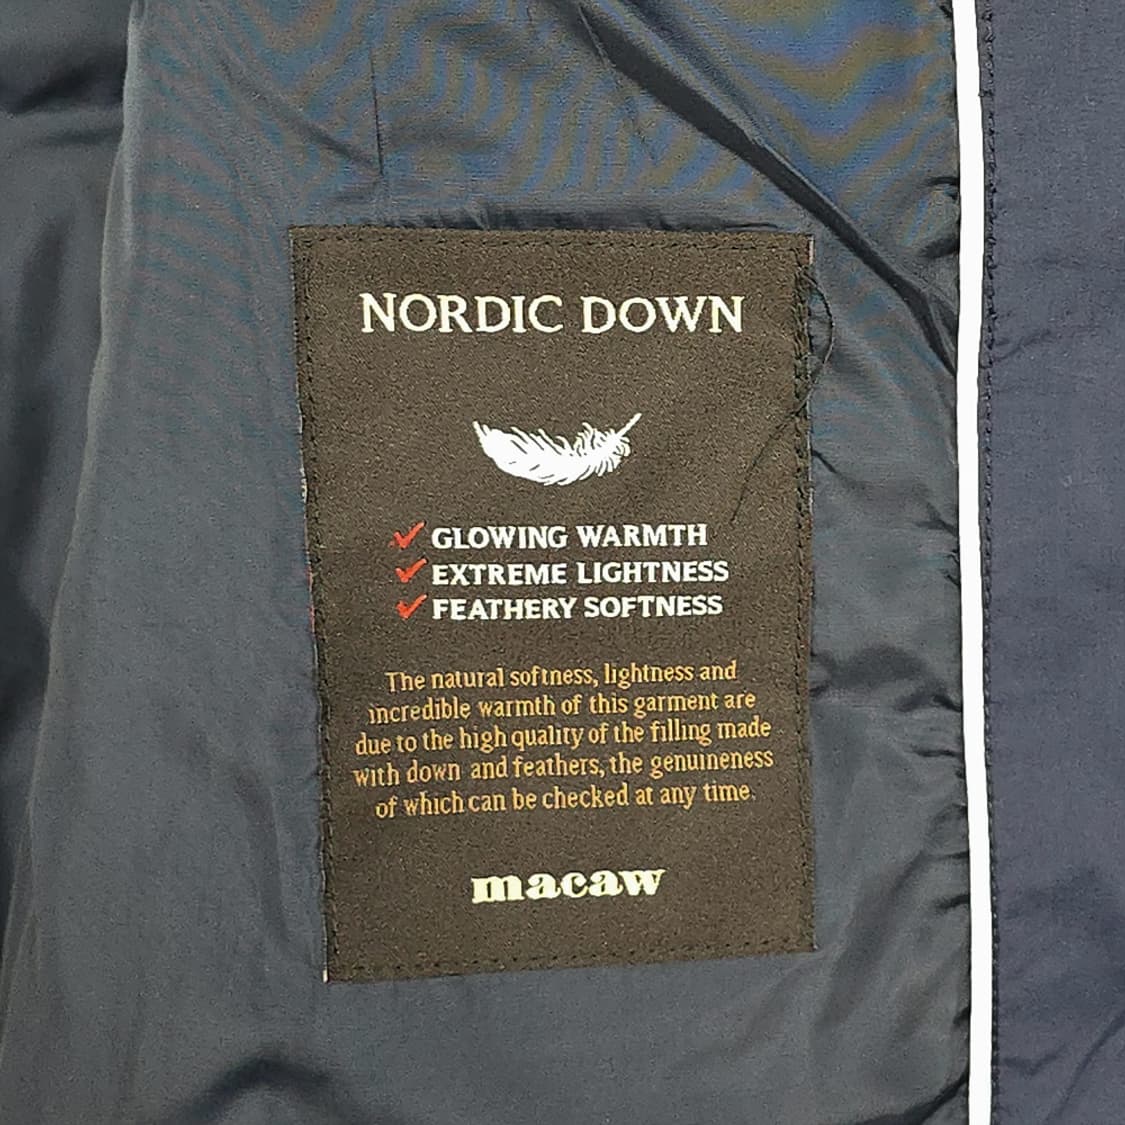 NORDIC DOWN
GLOWING WARMTH
EXTREME LIGHTNESS
FEATHERY SOFTNESS
The natural softness, lightness and
incredible warmth of this garment are
due to the high quality of the filling made
with down and feathers, the genuineness
of which can be checked at any time.
macaw